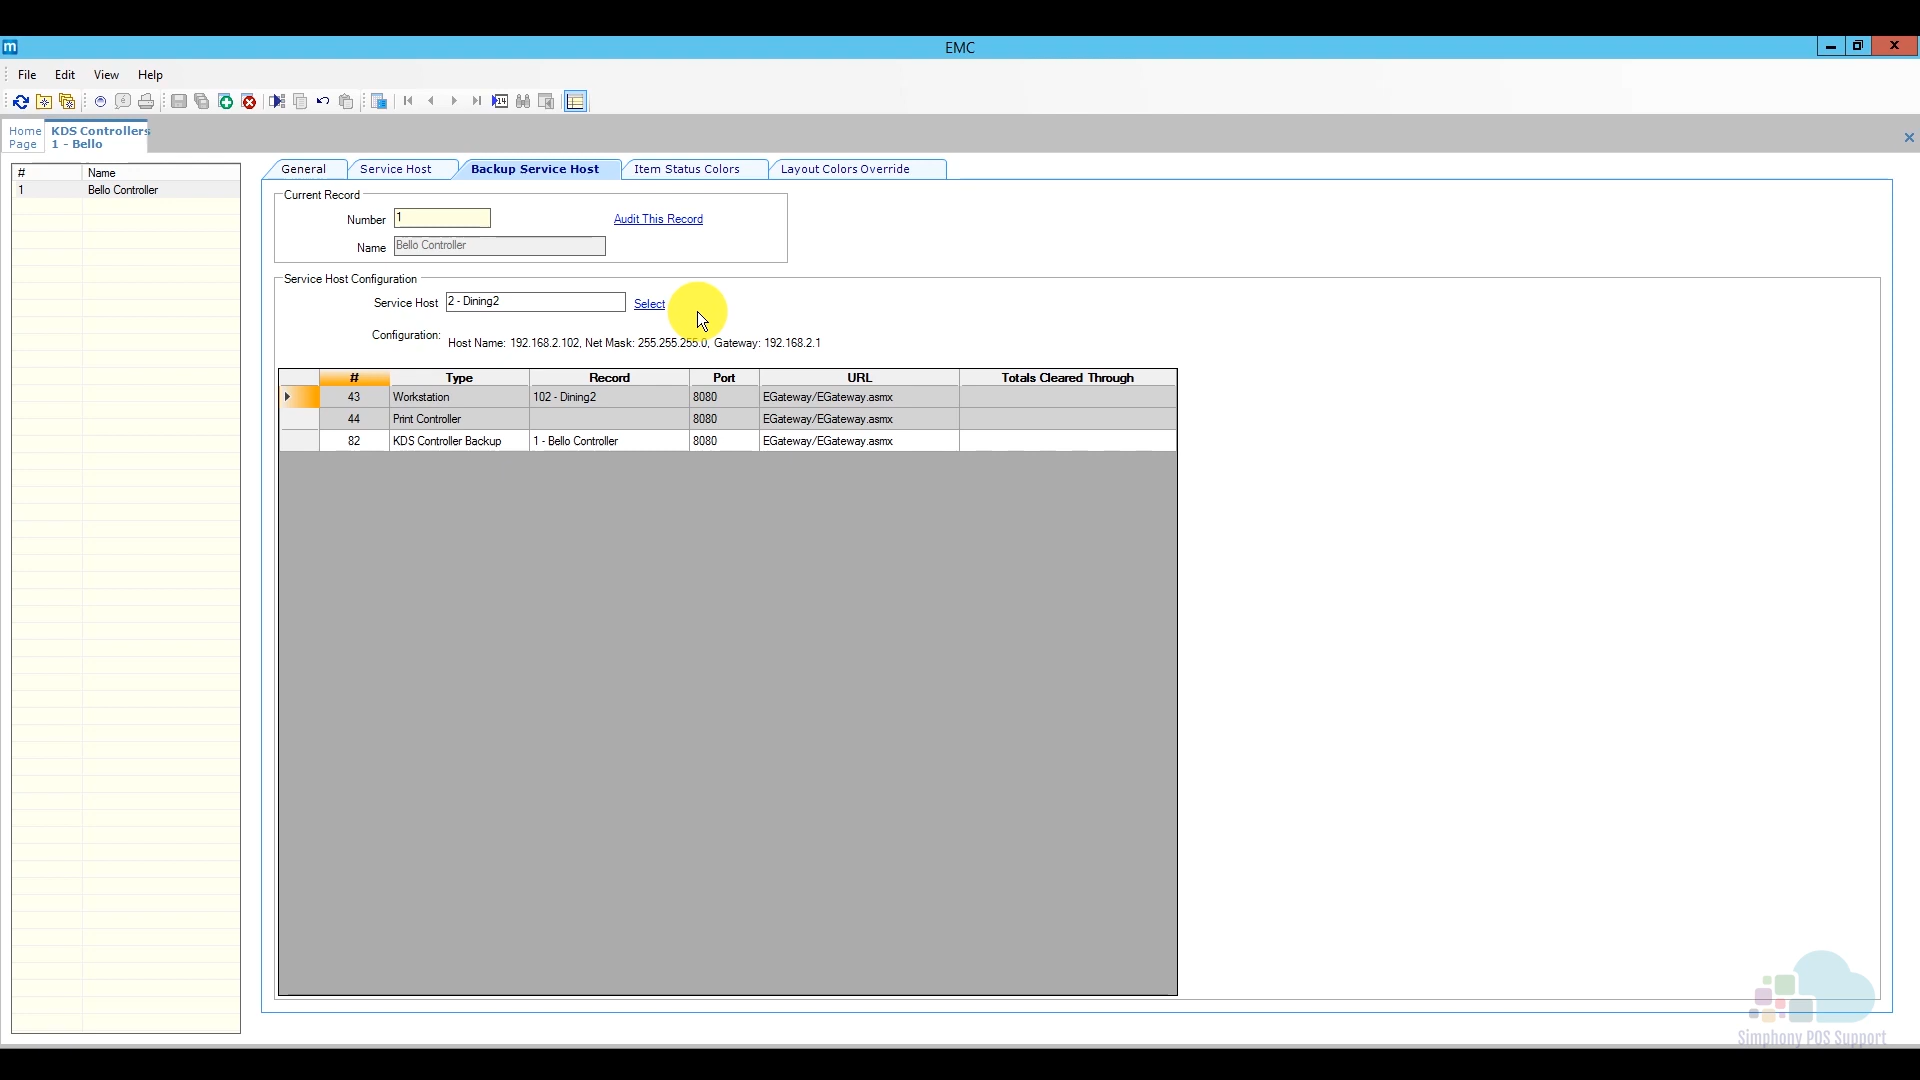 EMC
File Edit View Help
Home Page
KDS Controllers
1 - Bello
# Name
1 Bello Controller
General Service Host Backup Service Host Item Status Colors Layout Colors Override
Current Record
Number 1 Audit This Record
Name Bello Controller
Service Host Configuration
Service Host 2 - Dining2 Select
Configuration: Host Name: 192.168.2.102, Net Mask: 255.255.255.0, Gateway: 192.168.2.1
# Type Record Port URL Totals Cleared Through
43 Workstation 102 - Dining2 8080 EGateway/EGateway.asmx
44 Print Controller 8080 EGateway/EGateway.asmx
82 KDS Controller Backup 1 - Bello Controller 8080 EGateway/EGateway.asmx
Simphony POS Support